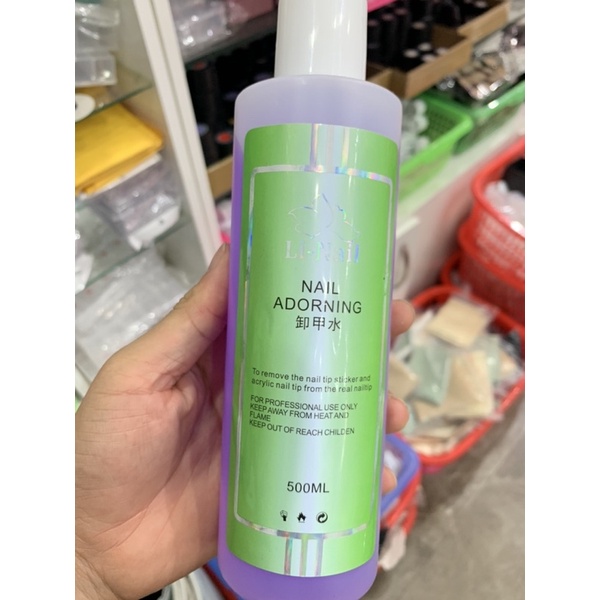 NAIL
ADORNING
卸甲水
To remove the nail tip sticker and
acrylic nail tip from the real nailtip
FOR PROFESSIONAL USE ONLY
KEEP AWAY FROM HEAT AND
FLAME
KEEP OUT OF REACH CHILDEN
500ML